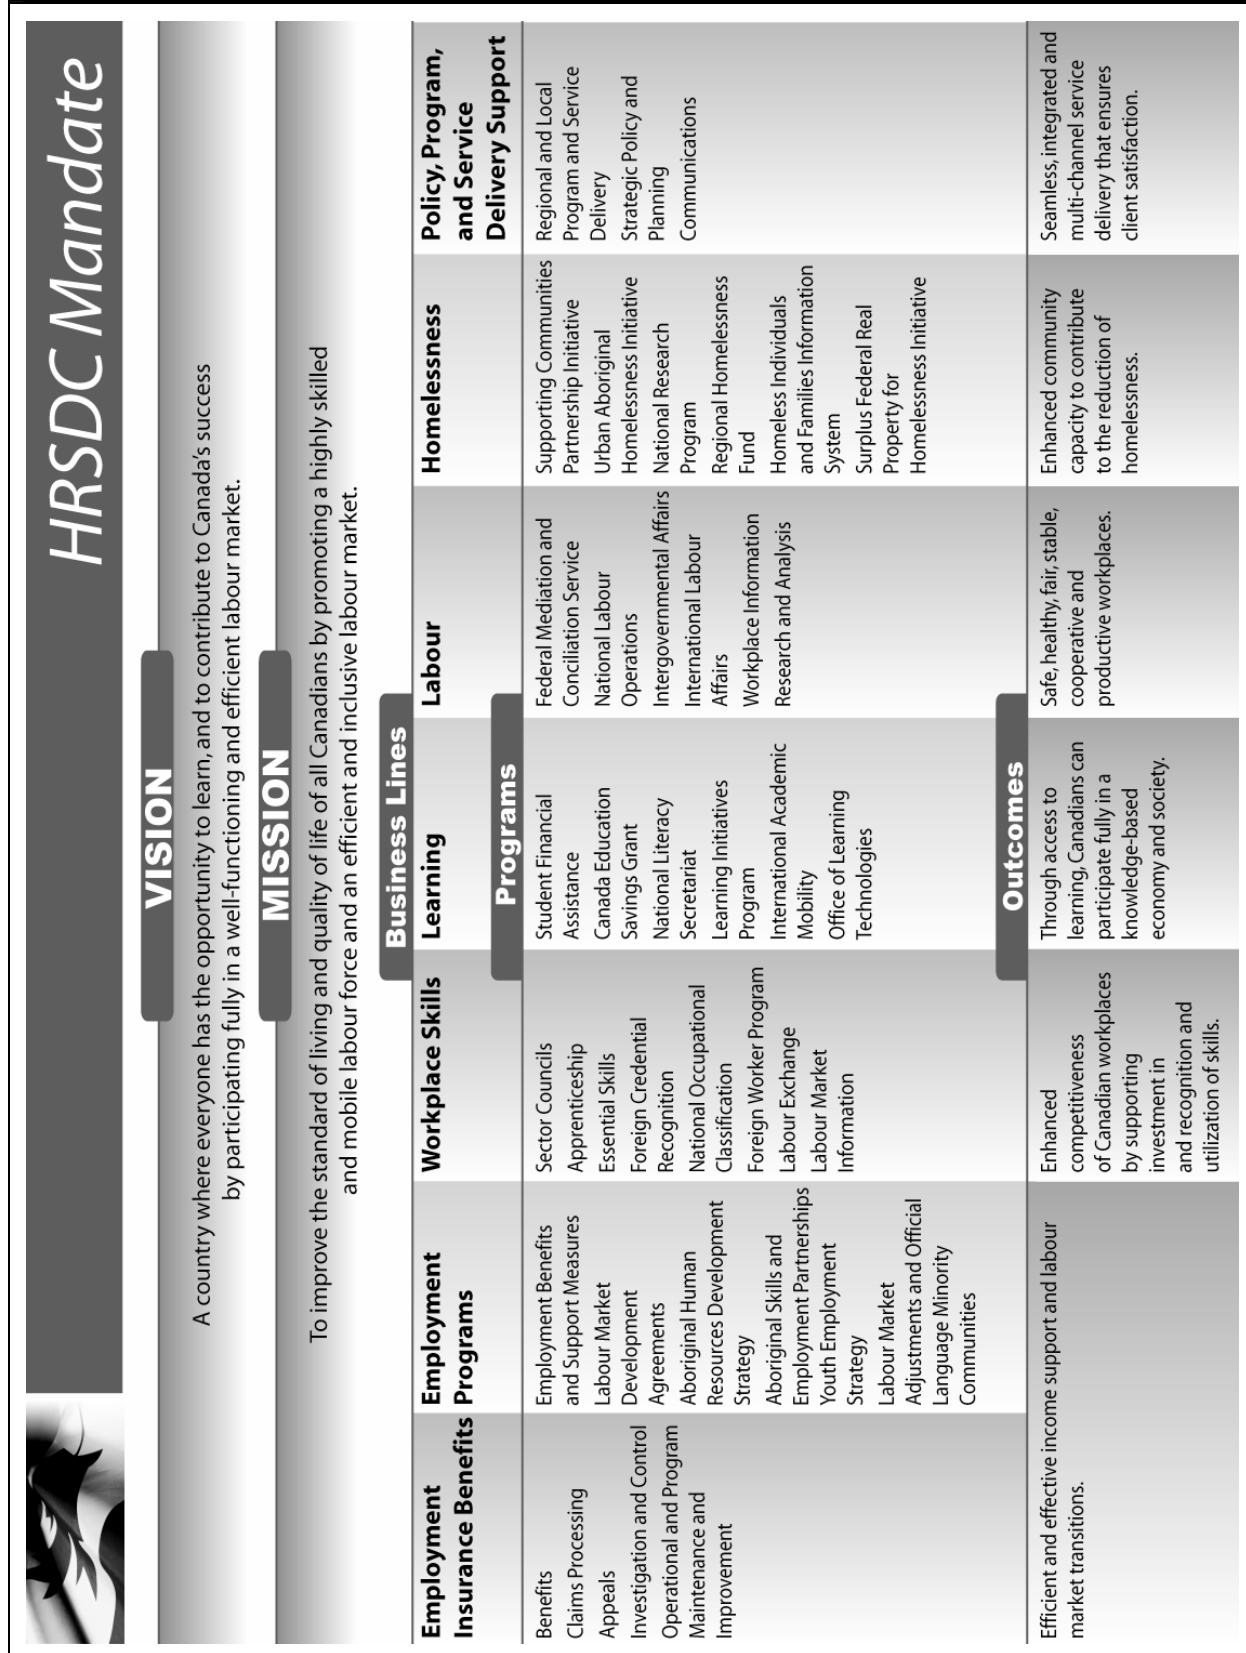 HRSDC Mandate
VISION
A country where everyone has the opportunity to learn, and to contribute to Canada's success
by participating fully in a well-functioning and efficient labour market.
MISSION
To improve the standard of living and quality of life of all Canadians by promoting a highly skilled
and mobile labour force and an efficient and inclusive labour market.
Business Lines
Employment
Insurance Benefits
Employment
Programs
Workplace Skills
Learning
Labour
Homelessness
Policy, Program,
and Service
Delivery Support
Programs
Benefits
Claims Processing
Appeals
Investigation and Control
Operational and Program
Maintenance and
Improvement
Employment Benefits
and Support Measures
Labour Market
Development
Agreements
Aboriginal Human
Resources Development
Strategy
Aboriginal Skills and
Employment Partnerships
Youth Employment
Strategy
Labour Market
Adjustments and Official
Language Minority
Communities
Sector Councils
Apprenticeship
Essential Skills
Foreign Credential
Recognition
National Occupational
Classification
Foreign Worker Program
Labour Exchange
Labour Market
Information
Student Financial
Assistance
Canada Education
Savings Grant
National Literacy
Secretariat
Learning Initiatives
Program
International Academic
Mobility
Office of Learning
Technologies
Federal Mediation and
Conciliation Service
National Labour
Operations
Intergovernmental Affairs
International Labour
Affairs
Workplace Information
Research and Analysis
Supporting Communities
Partnership Initiative
Urban Aboriginal
Homelessness Initiative
National Research
Program
Regional Homelessness
Fund
Homeless Individuals
and Families Information
System
Surplus Federal Real
Property for
Homelessness Initiative
Regional and Local
Program and Service
Delivery
Strategic Policy and
Planning
Communications
Outcomes
Efficient and effective income support and labour
market transitions.
Enhanced
competitiveness
of Canadian workplaces
by supporting
investment in
and recognition and
utilization of skills.
Through access to
learning, Canadians can
participate fully in a
knowledge-based
economy and society.
Safe, healthy, fair, stable,
cooperative and
productive workplaces.
Enhanced community
capacity to contribute
to the reduction of
homelessness.
Seamless, integrated and
multi-channel service
delivery that ensures
client satisfaction.